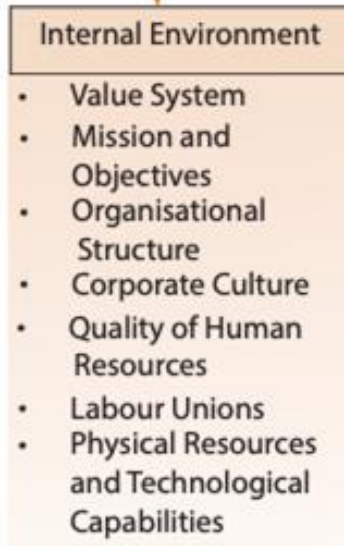 Internal Environment
• Value System
• Mission and
Objectives
• Organisational
Structure
• Corporate Culture
• Quality of Human
Resources
• Labour Unions
• Physical Resources
and Technological
Capabilities